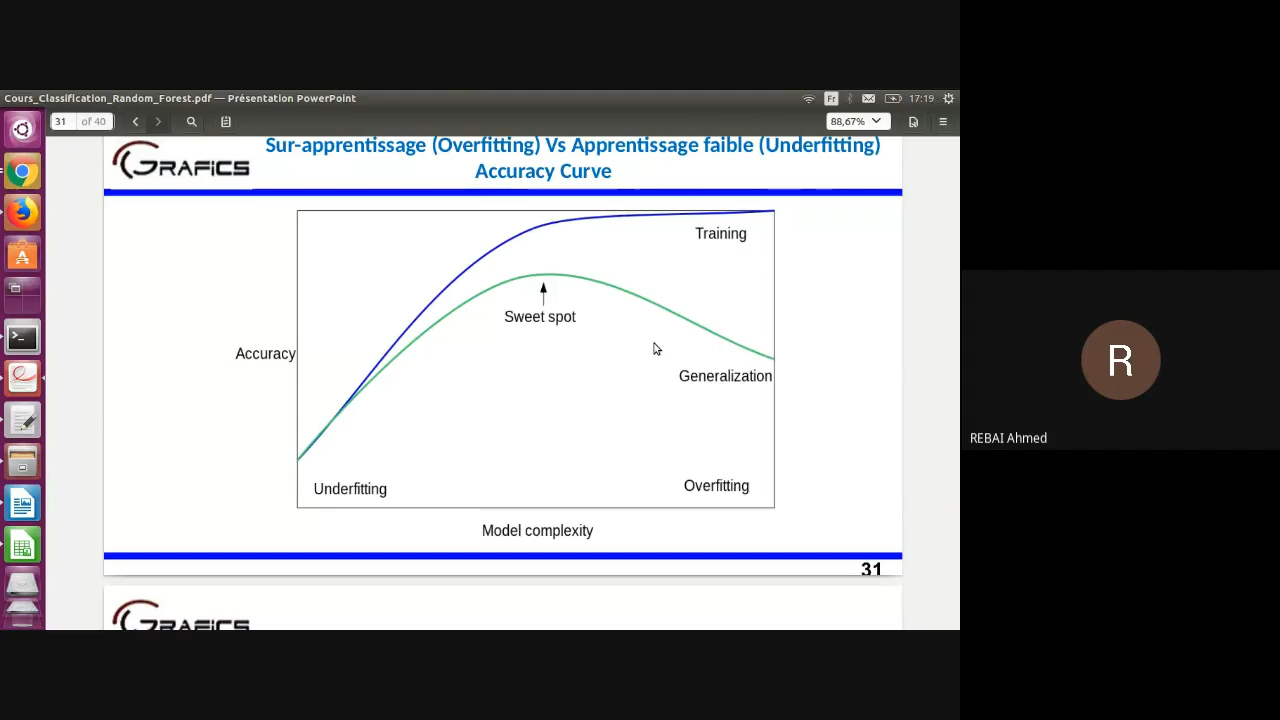 Cours_Classification_Random_Forest.pdf — Présentation PowerPoint
Fr
17:19
31 of 40
88,67%
GRAFiCS
Sur-apprentissage (Overfitting) Vs Apprentissage faible (Underfitting)
Accuracy Curve
Training
Sweet spot
Accuracy
Generalization
Underfitting
Overfitting
Model complexity
31
GRAFiCS
R
REBAI Ahmed